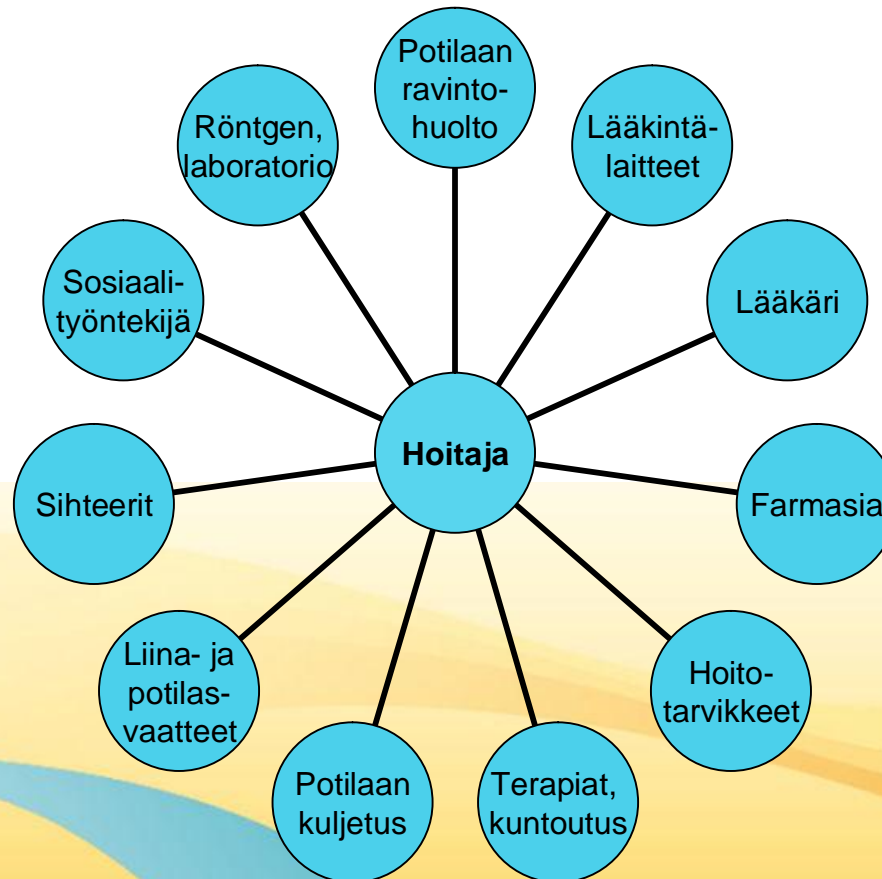 Potilaan
ravinto-
huolto
Lääkintä-
laitteet
Lääkäri
Farmasia
Hoito-
tarvikkeet
Terapiat,
kuntoutus
Potilaan
kuljetus
Liina- ja
potilas-
vaatteet
Sihteerit
Sosiaali-
työntekijä
Röntgen,
laboratorio
Hoitaja